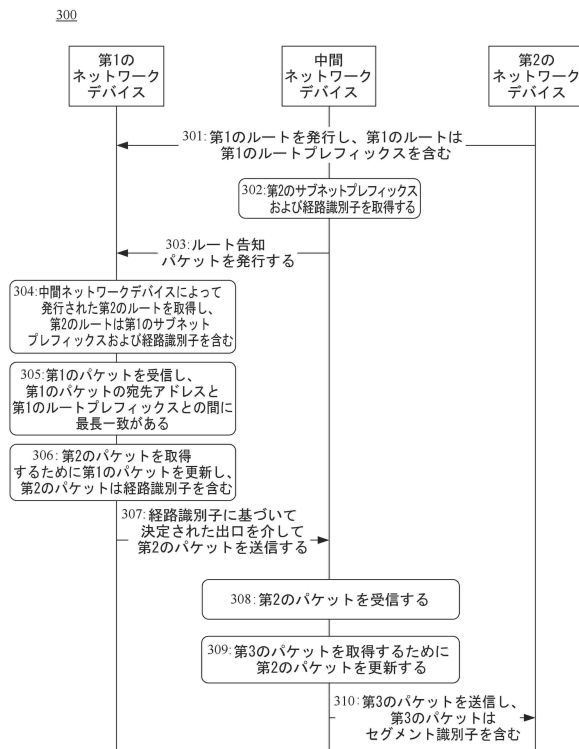 300
第1の
ネットワーク
デバイス
中間
ネットワーク
デバイス
第2の
ネットワーク
デバイス
301:第1のルートを発行し、第1のルートは
第1のルートプレフィックスを含む
302:第2のサブネットプレフィックス
および経路識別子を取得する
303:ルート告知
パケットを発行する
304:中間ネットワークデバイスによって
発行された第2のルートを取得し、
第2のルートは第1のサブネット
プレフィックスおよび経路識別子を含む
305:第1のパケットを受信し、
第1のパケットの宛先アドレスと
第1のルートプレフィックスとの間に
最長一致がある
306:第2のパケットを取得
するために第1のパケットを更新し、
第2のパケットは経路識別子を含む
307:経路識別子に基づいて
決定された出口を介して
第2のパケットを送信する
308:第2のパケットを受信する
309:第3のパケットを取得するために
第2のパケットを更新する
310:第3のパケットを送信し、
第3のパケットは
セグメント識別子を含む